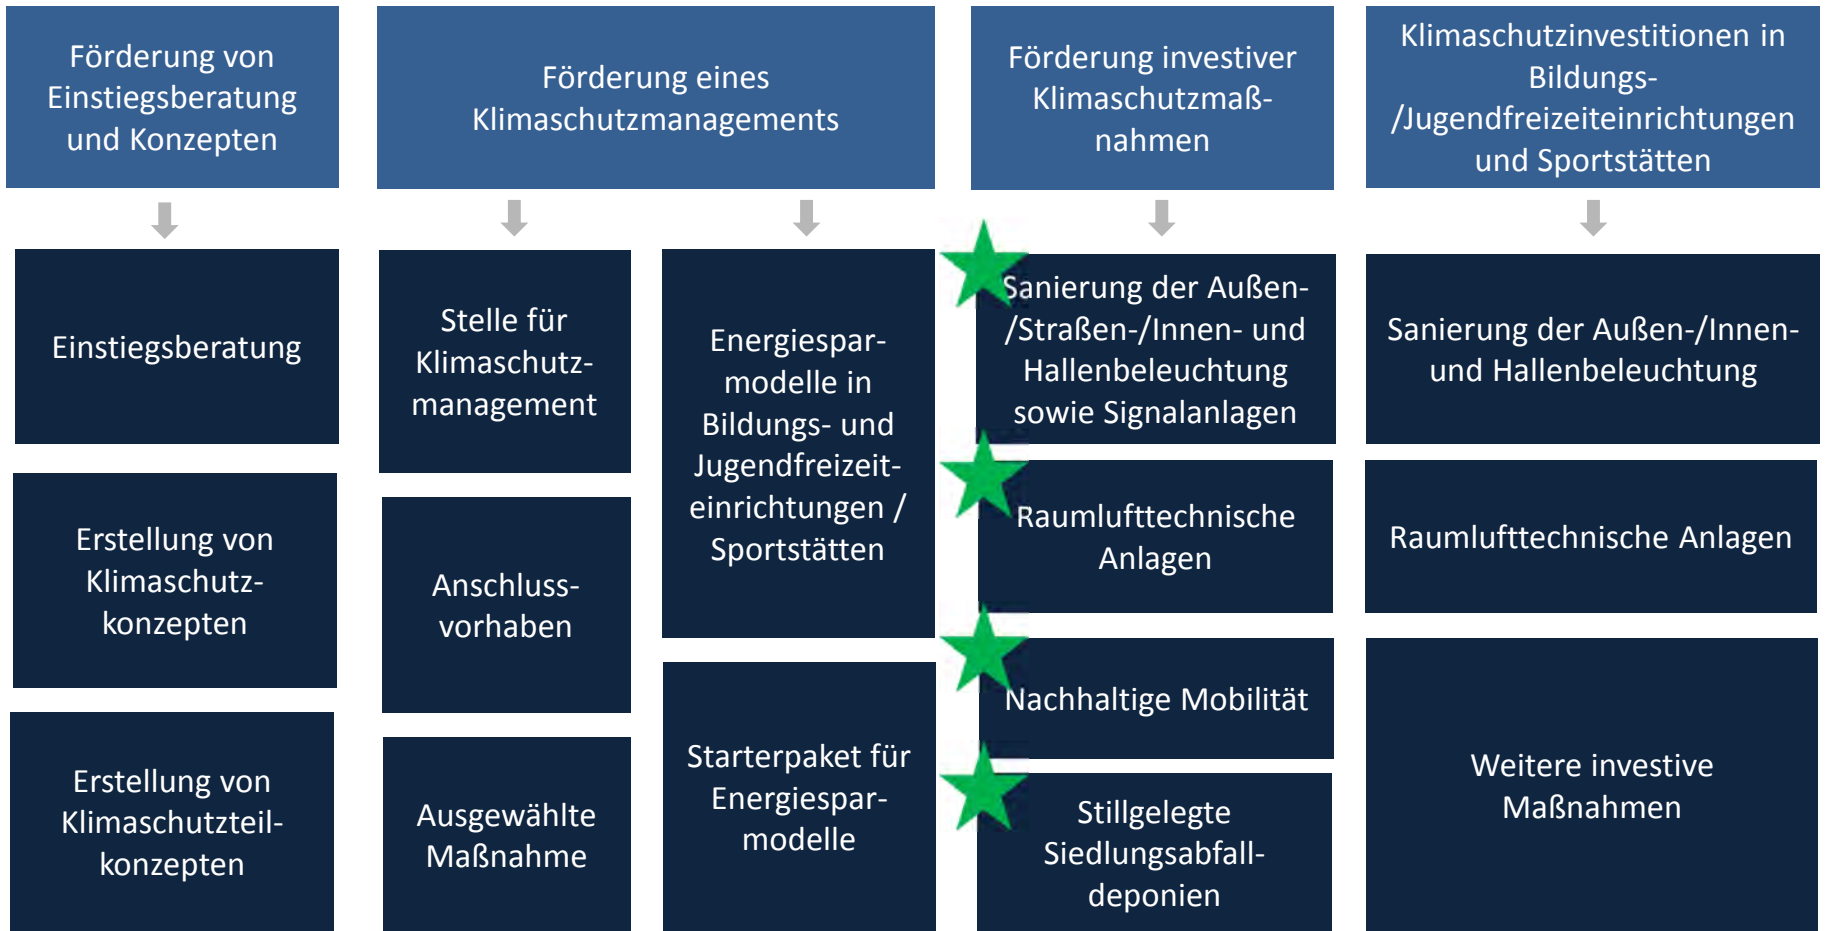 Förderung von
Einstiegsberatung
und Konzepten
Förderung eines
Klimaschutzmanagements
Förderung investiver
Klimaschutzmaß-
nahmen
Klimaschutzinvestitionen in
Bildungs-
/Jugendfreizeiteinrichtungen
und Sportstätten
Einstiegsberatung
Erstellung von
Klimaschutz-
konzepten
Erstellung von
Klimaschutzteil-
konzepten
Stelle für
Klimaschutz-
management
Anschluss-
vorhaben
Ausgewählte
Maßnahme
Energiespar-
modelle in
Bildungs- und
Jugendfreizeit-
einrichtungen /
Sportstätten
Starterpaket für
Energiespar-
modelle
Sanierung der Außen-
/Straßen-/Innen- und
Hallenbeleuchtung
sowie Signalanlagen
Raumlufttechnische
Anlagen
Nachhaltige Mobilität
Stillgelegte
Siedlungsabfall-
deponien
Sanierung der Außen-/Innen-
und Hallenbeleuchtung
Raumlufttechnische Anlagen
Weitere investive
Maßnahmen